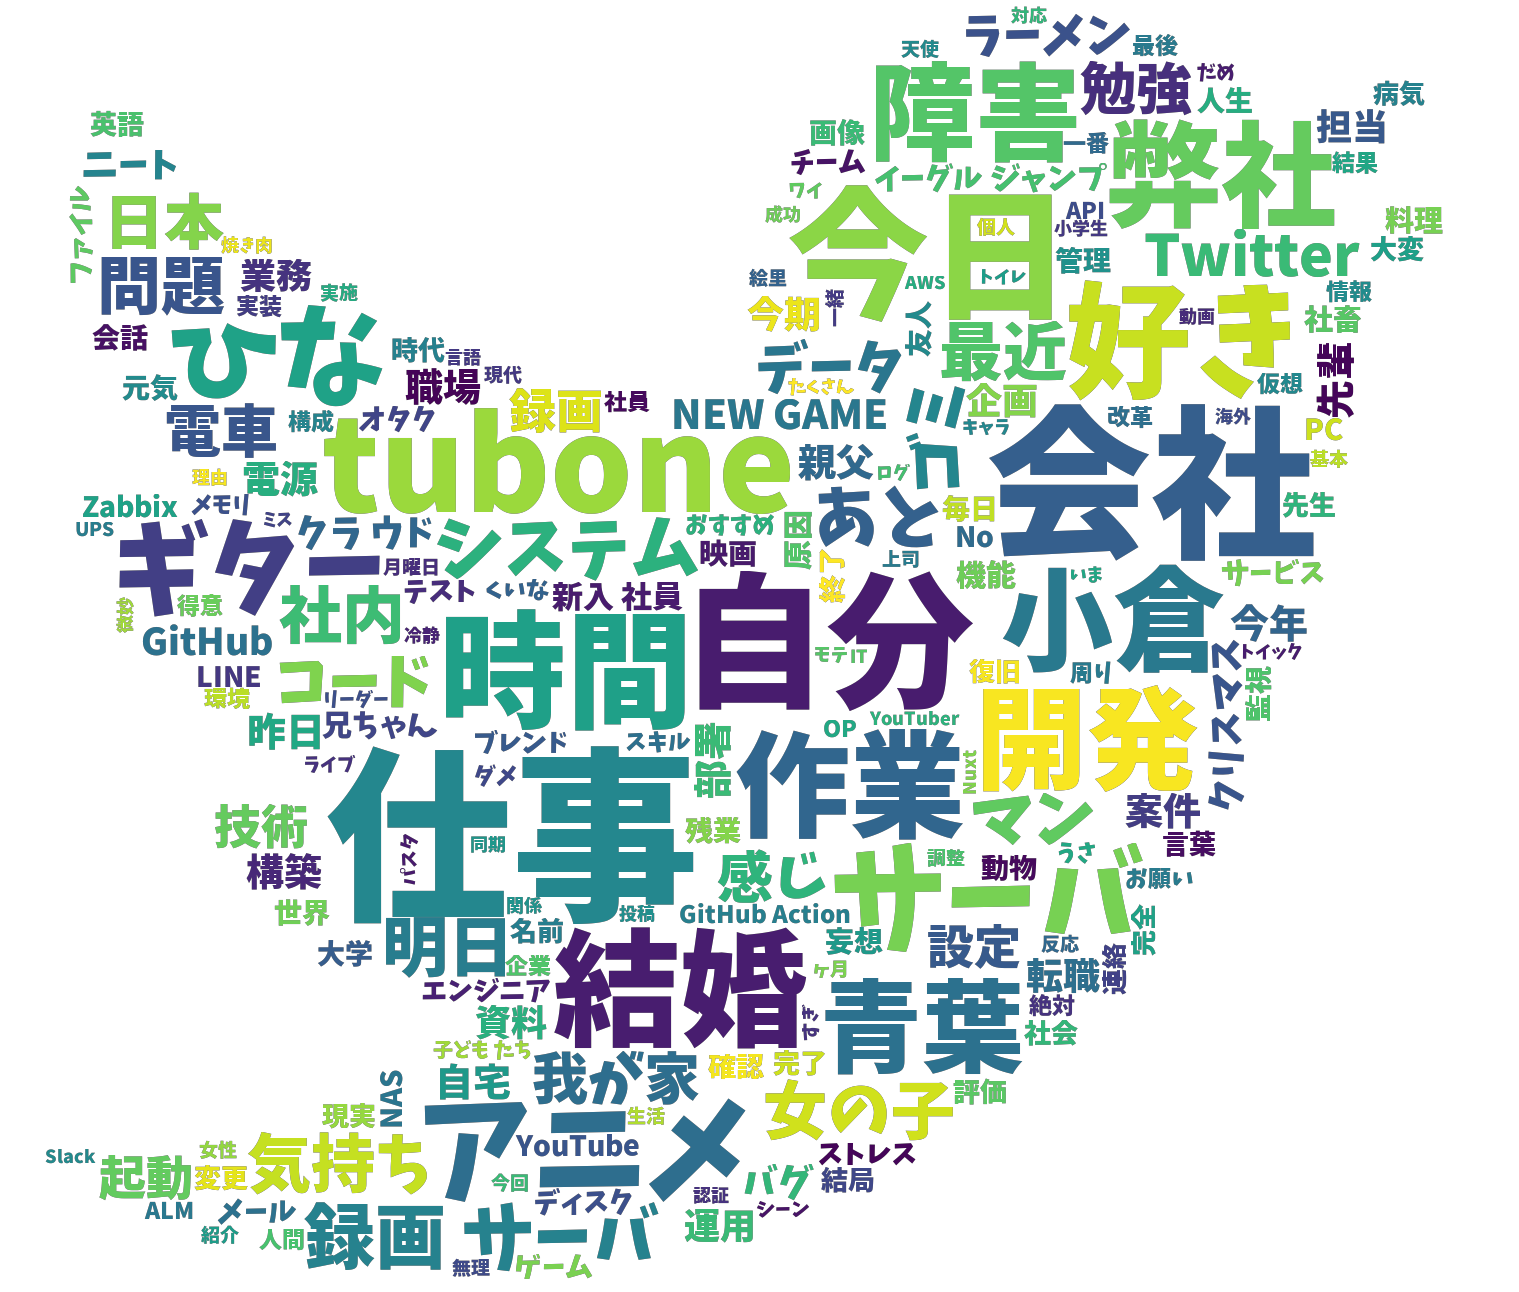 対応
ラーメン
最後
天使
障害
勉強
だめ
人生
病気
担当
英語
画像
一番
弊社
結果
ニート
チーム
イーグル ジャンプ
ワイ
ファイル
日本
成功
今日
個人
API
小学生
料理
焼き肉
管理
Twitter
大変
問題
業務
絵里
AWS
トイレ
実施
実装
今期
一緒
友人
情報
会話
ひな
最近
好き
動画
社畜
時代
言語
データ
先輩
元気
職場
現代
たくさん
企画
仮想
電車
構成
オタク
録画
社員
NEW GAME
シコ
キャラ
改革
海外
PC
tubone
親父
ログ
会社
基本
理由
電源
Zabbix
メモリ
ミス
UPS
クラウド
システム
おすすめ
あと
毎日
先生
ギター
月曜日
映画
原因
No
上司
テスト
くいな
新入 社員
終了
機能
いま
サービス
微妙
得意
社内
冷静
時間
自分
小倉
今年
GitHub
モテ
IT
トイック
LINE
コード
復旧
周り
監視
環境
リーダー
クリスマス
昨日
兄ちゃん
OP
YouTuber
開発
ブレンド
スキル
部署
作業
ライブ
ダメ
Nuxt
仕事
マン
案件
技術
パスタ
同期
残業
言葉
構築
感じ
サーバ
調整
動物
うさ
お願い
世界
関係
投稿
GitHub Action
完全
大学
明日
名前
結婚
妄想
設定
反応
連絡
企業
ケ月
転職
エンジニア
青葉
絶対
資料
すぎ
社会
子ども たち
自宅
我が家
確認
完了
NAS
アニメ
女の子
評価
現実
生活
Slack
女性
気持ち
YouTube
ストレス
起動
変更
今回
認証
バグ
結局
ALM
メール
ディスク
シーン
紹介
人間
録画 サーバ
運用
無理
ゲーム